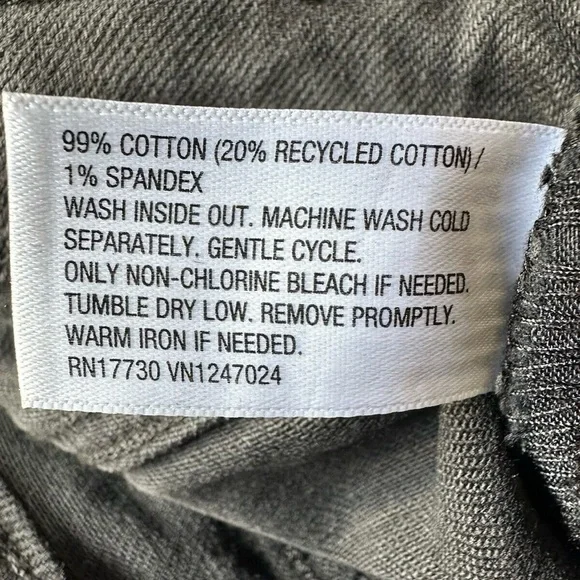 99% COTTON (20% RECYCLED COTTON)/
1% SPANDEX
WASH INSIDE OUT. MACHINE WASH COLD
SEPARATELY. GENTLE CYCLE.
ONLY NON-CHLORINE BLEACH IF NEEDED.
TUMBLE DRY LOW. REMOVE PROMPTLY.
WARM IRON IF NEEDED.
RN17730 VN1247024